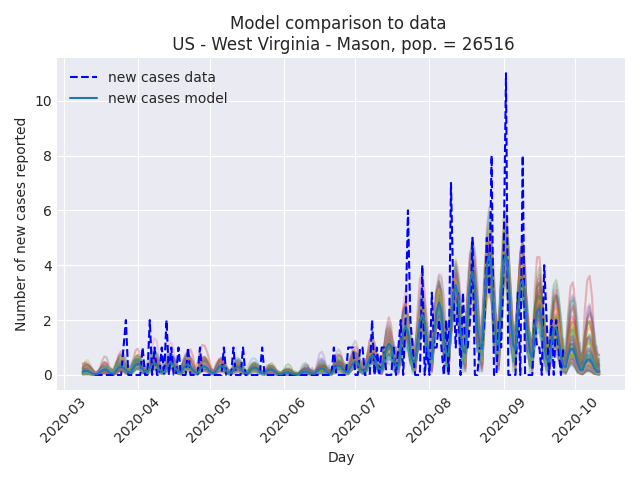 Model comparison to data
US - West Virginia - Mason, pop. = 26516
new cases data
new cases model
Number of new cases reported
10
8
6
4
2
0
2020-03
2020-04
2020-05
2020-06
2020-07
2020-08
2020-09
2020-10
Day